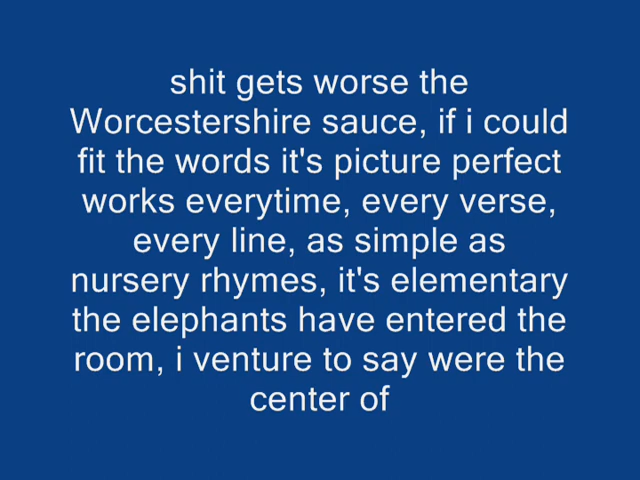 shit gets worse the
Worcestershire sauce, if i could
fit the words it's picture perfect
works everytime, every verse,
every line, as simple as
nursery rhymes, it's elementary
the elephants have entered the
room, i venture to say were the
center of